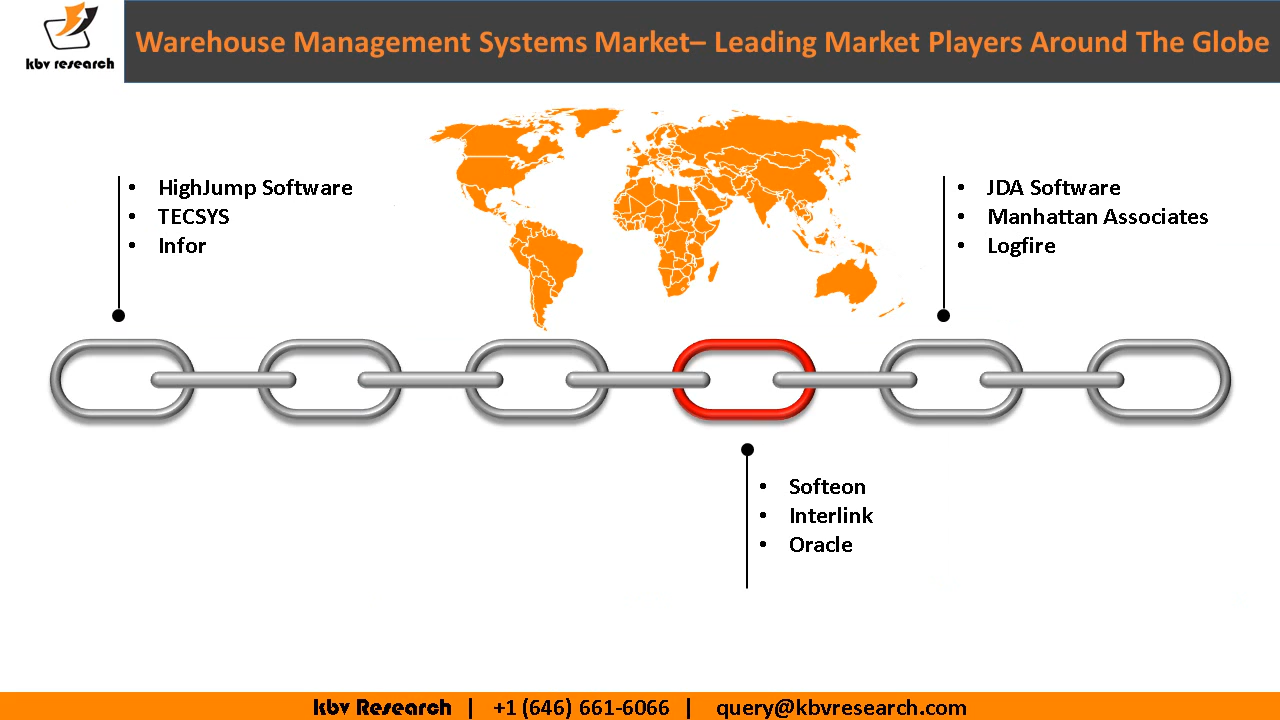 kbv research
Warehouse Management Systems Market– Leading Market Players Around The Globe
• HighJump Software
• TECSYS
• Infor
• JDA Software
• Manhattan Associates
• Logfire
• Softeon
• Interlink
• Oracle
kbv Research | +1 (646) 661-6066 | query@kbvresearch.com